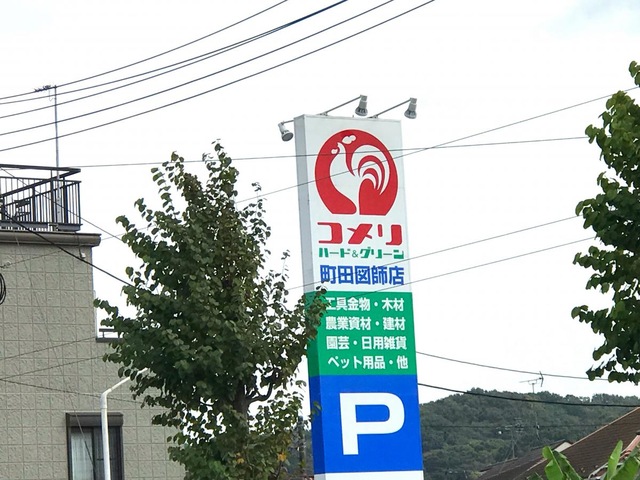 コメリ
ハード&グリーン
町田図師店
工具金物・木材
農業資材・建材
園芸・日用雑貨
ペット用品・他
P